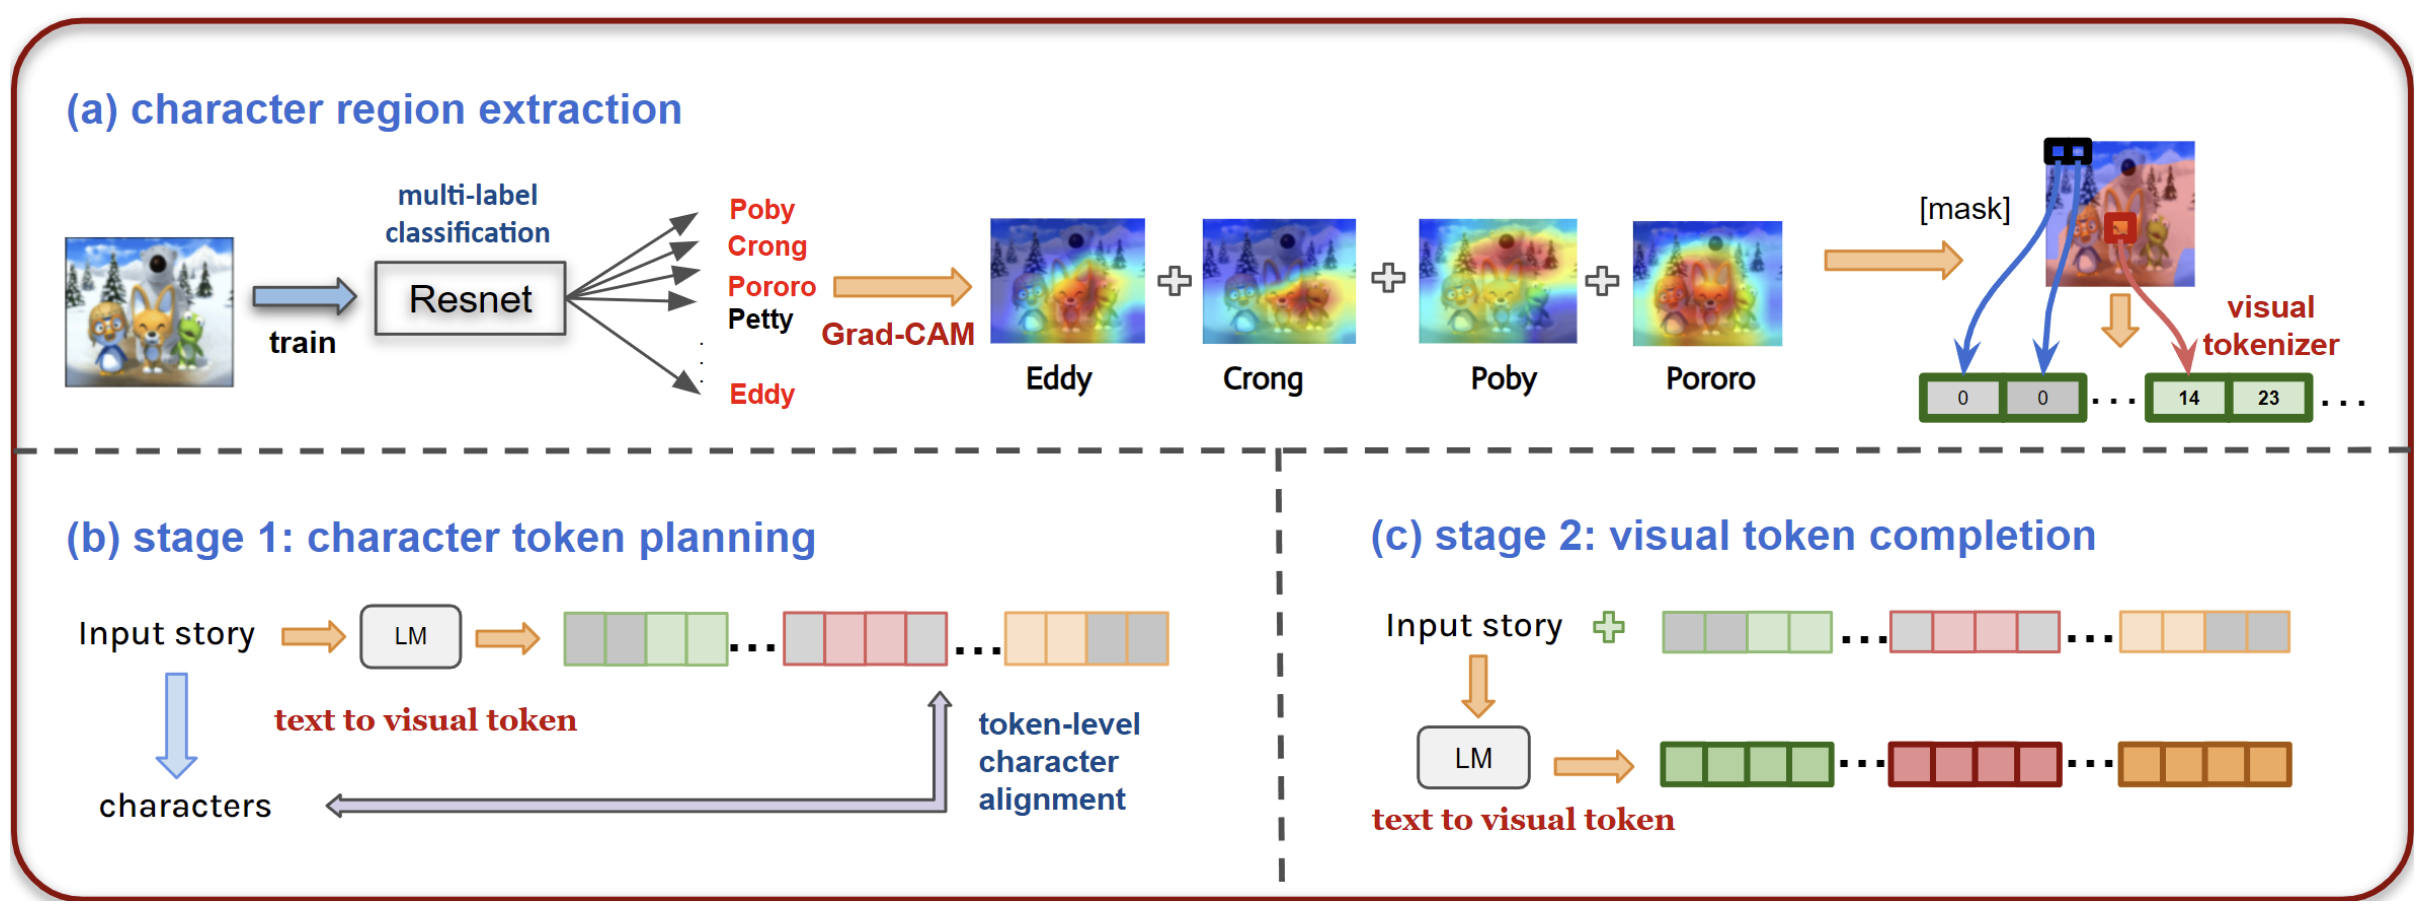 (a) character region extraction
multi-label
classification
Resnet
train
Poby
Crong
Pororo
Petty
.
.
.
Eddy
Grad-CAM
Eddy
Crong
Poby
Pororo
[mask]
visual
tokenizer
0 0 ... 14 23 ...
(b) stage 1: character token planning
Input story
LM
... ...
text to visual token
characters
token-level
character
alignment
(c) stage 2: visual token completion
Input story
... ...
LM
... ...
text to visual token